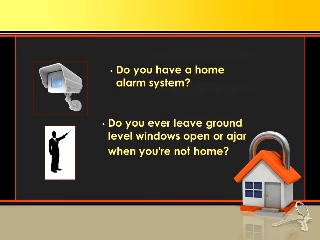 • Do you have a home
alarm system?
• Do you ever leave ground
level windows open or ajar
when you're not home?